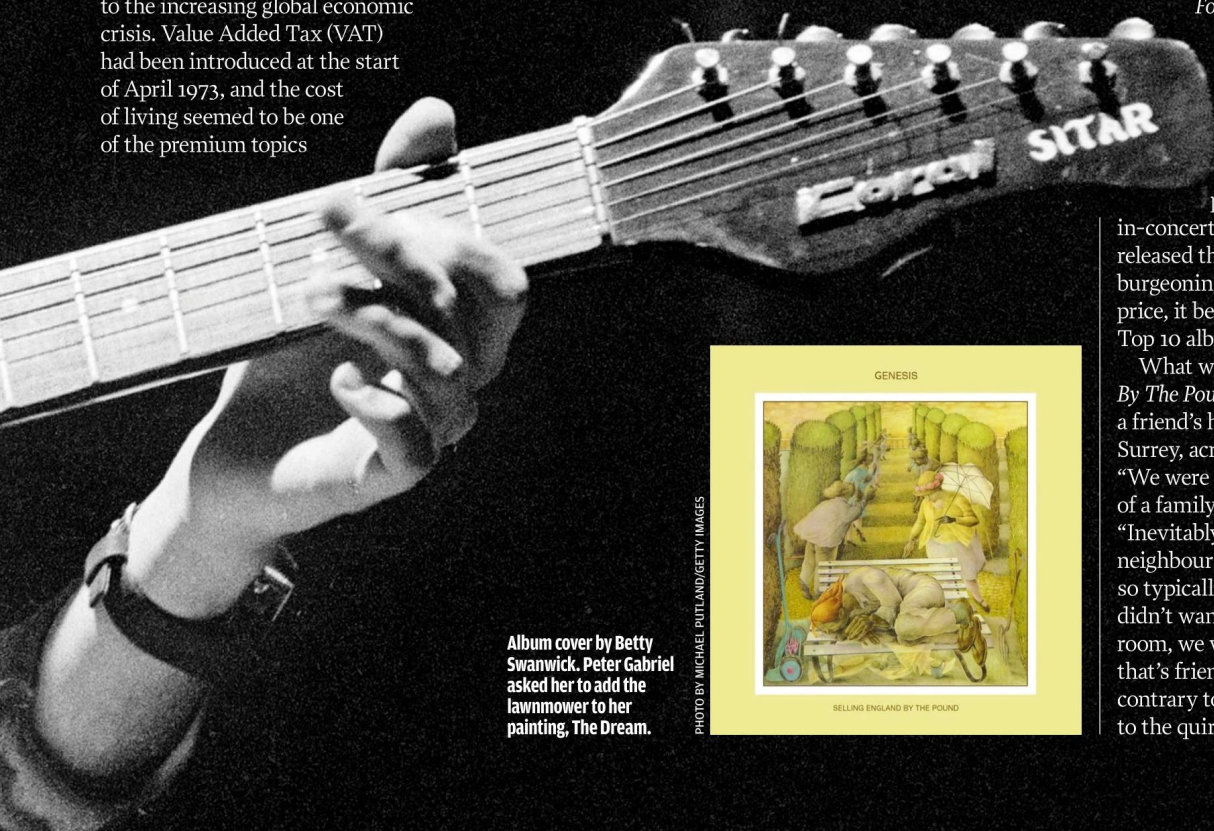 to the increasing global economic
crisis. Value Added Tax (VAT)
had been introduced at the start
of April 1973, and the cost
of living seemed to be one
of the premium topics
Coral
SITAR
Album cover by Betty
Swanwick. Peter Gabriel
asked her to add the
lawnmower to her
painting, The Dream.
PHOTO BY MICHAEL PUTLAND/GETTY IMAGES
GENESIS
SELLING ENGLAND BY THE POUND
Fo
in-concert
released th
burgeonin
price, it be
Top 10 alb
What w
By The Pou
a friend’s h
Surrey, acr
“We were
of a family
“Inevitably
neighbour
so typicall
didn’t wan
room, we w
that’s frien
contrary to
to the quir